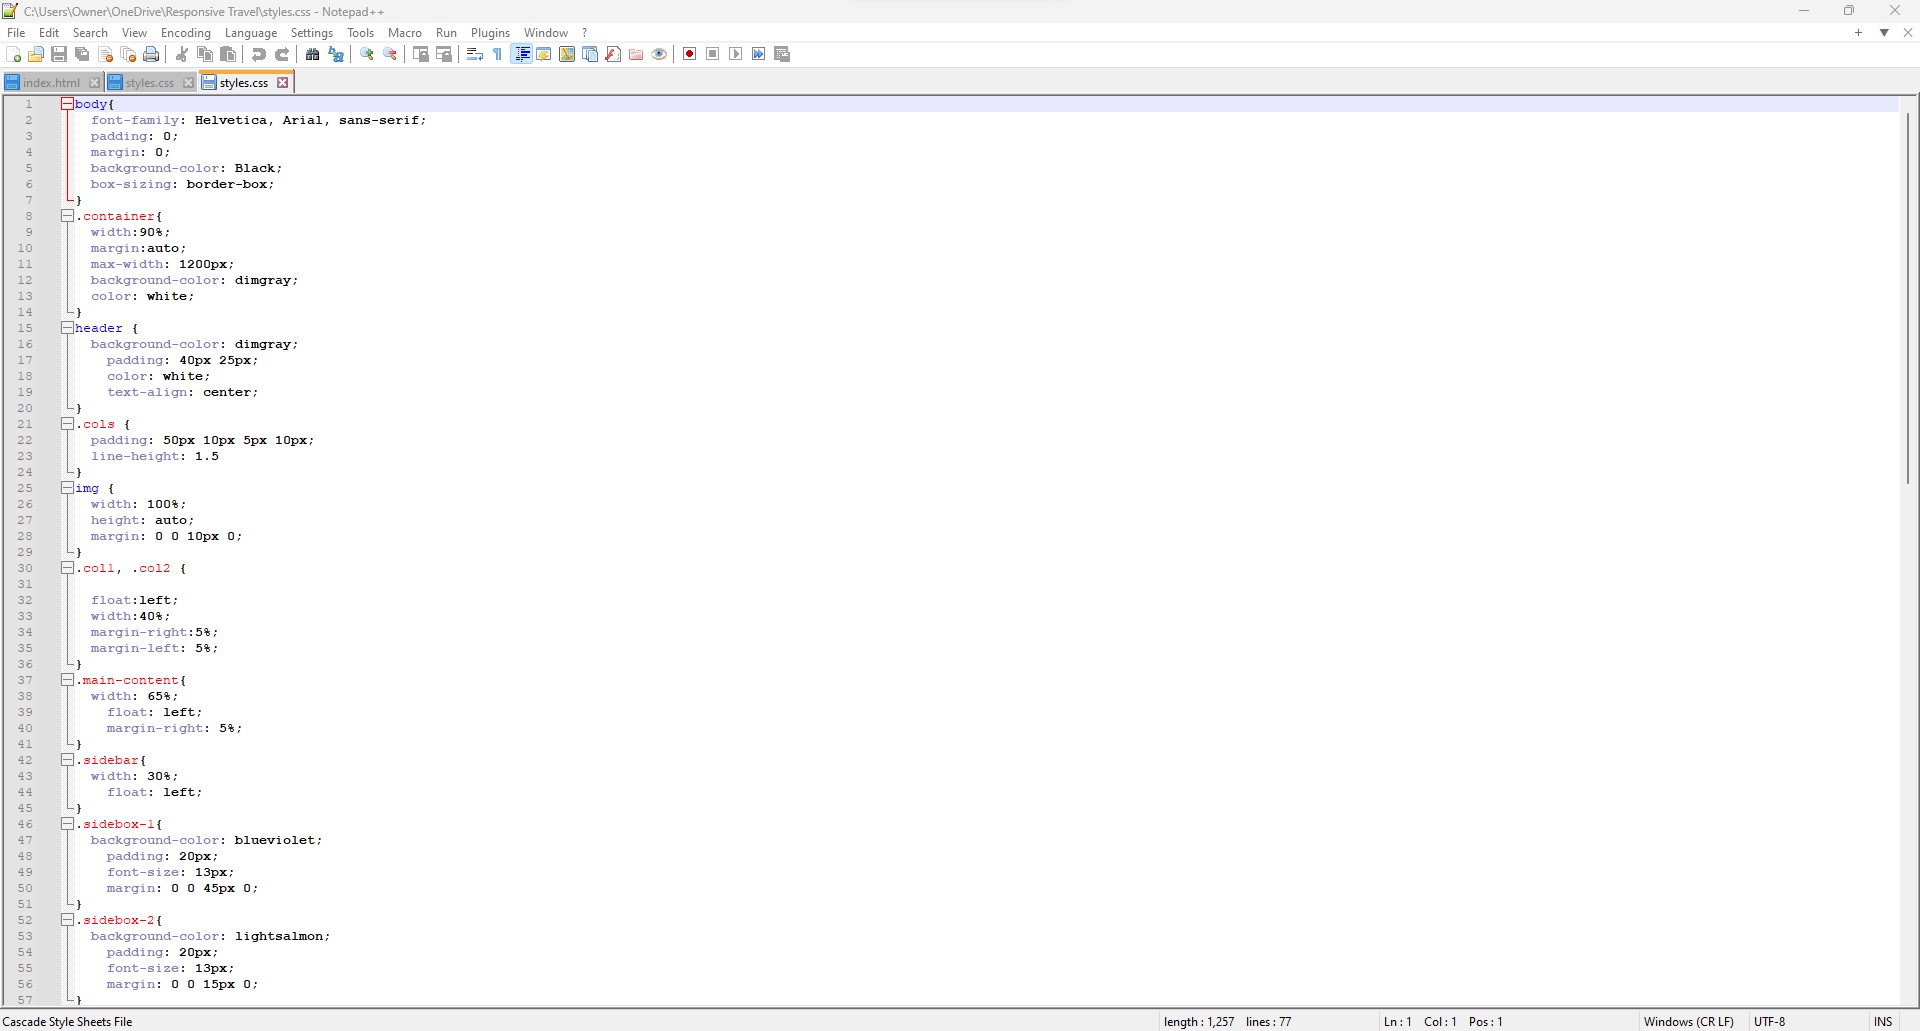 C:\Users\Owner\OneDrive\Responsive Travel\styles.css - Notepad++
File Edit Search View Encoding Language Settings Tools Macro Run Plugins Window ?
index.html styles.css styles.css
1 body{
2 font-family: Helvetica, Arial, sans-serif;
3 padding: 0;
4 margin: 0;
5 background-color: Black;
6 box-sizing: border-box;
7 }
8 .container{
9 width:90%;
10 margin:auto;
11 max-width: 1200px;
12 background-color: dimgray;
13 color: white;
14 }
15 header {
16 background-color: dimgray;
17 padding: 40px 25px;
18 color: white;
19 text-align: center;
20 }
21 .cols {
22 padding: 50px 10px 5px 10px;
23 line-height: 1.5
24 }
25 img {
26 width: 100%;
27 height: auto;
28 margin: 0 0 10px 0;
29 }
30 .col1, .col2 {
31
32 float:left;
33 width:40%;
34 margin-right:5%;
35 margin-left: 5%;
36 }
37 .main-content{
38 width: 65%;
39 float: left;
40 margin-right: 5%;
41 }
42 .sidebar{
43 width: 30%;
44 float: left;
45 }
46 .sidebox-1{
47 background-color: blueviolet;
48 padding: 20px;
49 font-size: 13px;
50 margin: 0 0 45px 0;
51 }
52 .sidebox-2{
53 background-color: lightsalmon;
54 padding: 20px;
55 font-size: 13px;
56 margin: 0 0 15px 0;
57 }
Cascade Style Sheets File length : 1,257 lines : 77 Ln : 1 Col : 1 Pos : 1 Windows (CR LF) UTF-8 INS